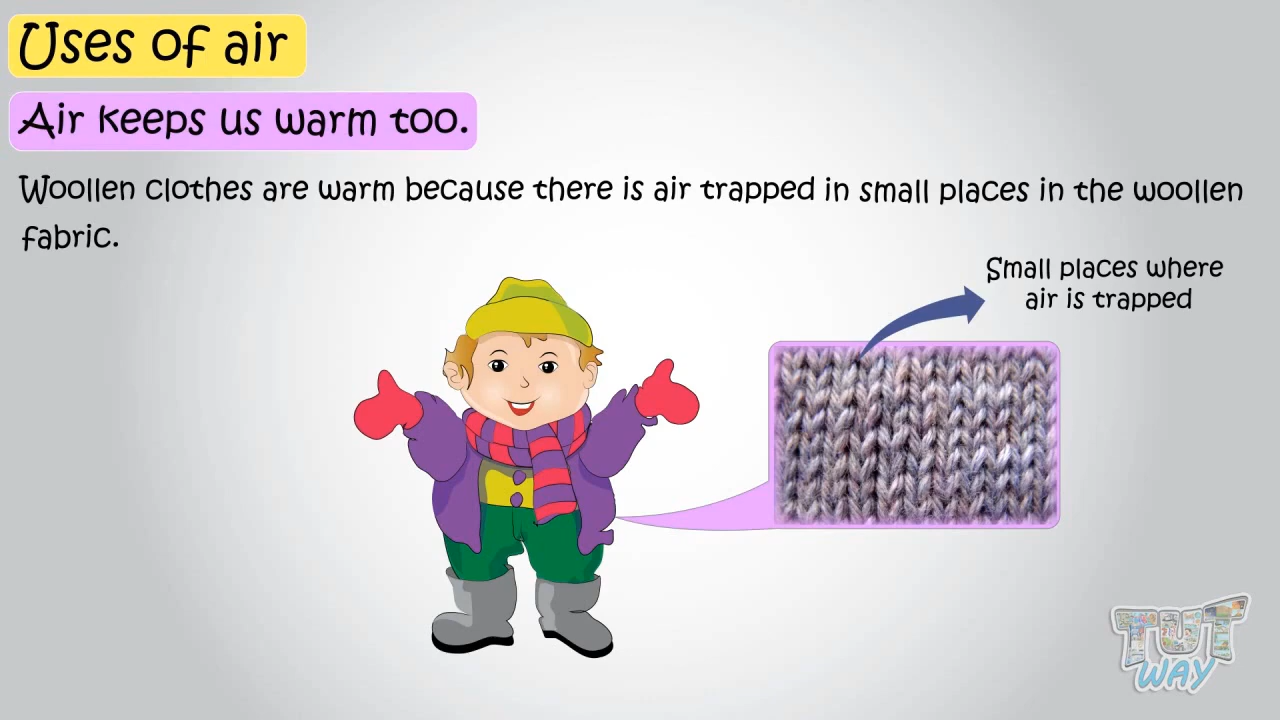 Uses of air
Air keeps us warm too.
Woollen clothes are warm because there is air trapped in small places in the woollen
fabric.
Small places where
air is trapped
TUT
WAY